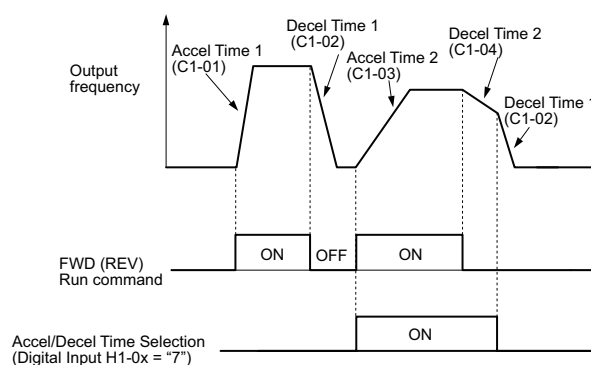 Accel Time 1
(C1-01)
Decel Time 1
(C1-02)
Accel Time 2
(C1-03)
Decel Time 2
(C1-04)
Decel Time 1
(C1-02)
Output
frequency
ON
OFF
ON
FWD (REV)
Run command
ON
Accel/Decel Time Selection
(Digital Input H1-0x = “7”)